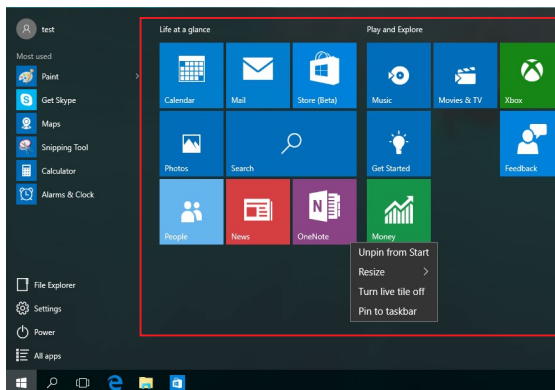 test
Most used
Paint
Get Skype
Maps
Snipping Tool
Calculator
Alarms & Clock
File Explorer
Settings
Power
All apps
Life at a glance
Calendar
Mail
Store (Beta)
Photos
Search
People
News
OneNote
Play and Explore
Music
Movies & TV
Xbox
Get Started
Feedback
Money
Unpin from Start
Resize
Turn live tile off
Pin to taskbar